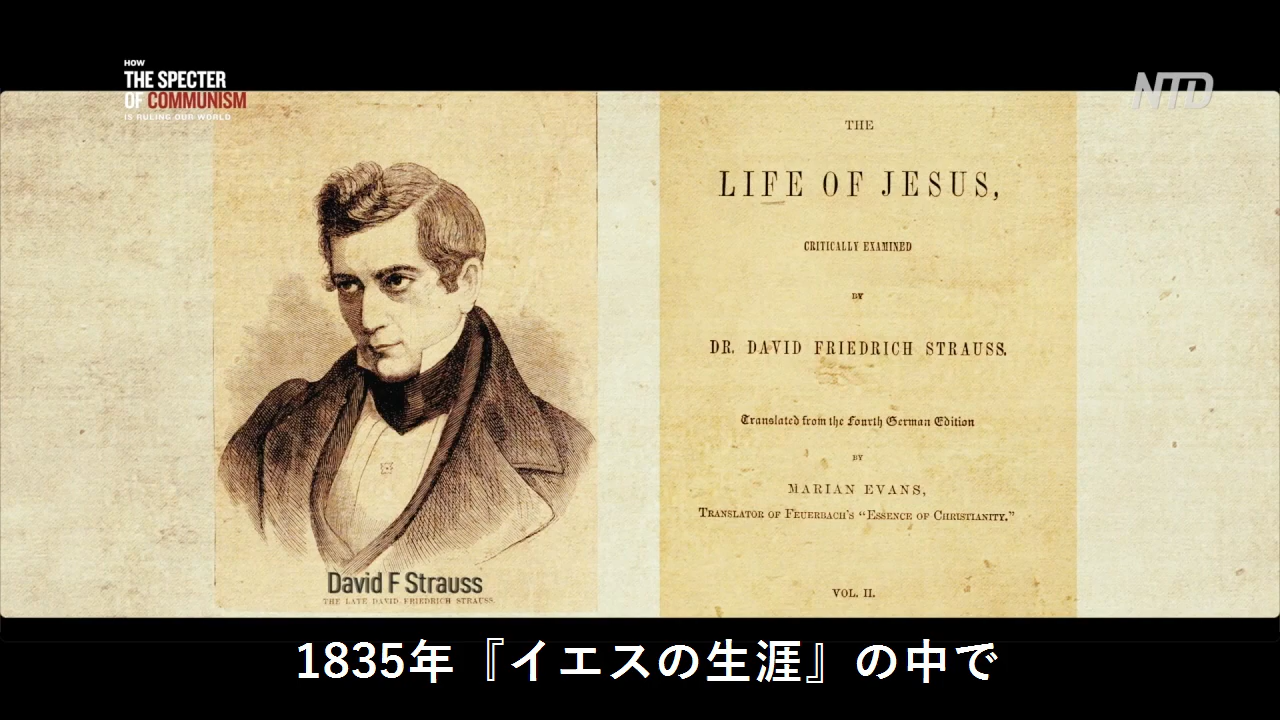 HOW
THE SPECTER
OF COMMUNISM
IS RULING OUR WORLD
NTD
THE
LIFE OF JESUS,
CRITICALLY EXAMINED
BY
DR. DAVID FRIEDRICH STRAUSS.
Translated from the Fourth German Edition
BY
MARIAN EVANS,
TRANSLATOR OF FEUERBACH'S “ESSENCE OF CHRISTIANITY.”
VOL. II.
David F Strauss
THE LATE DAVID FRIEDRICH STRAUSS.
1835年『イエスの生涯』の中で